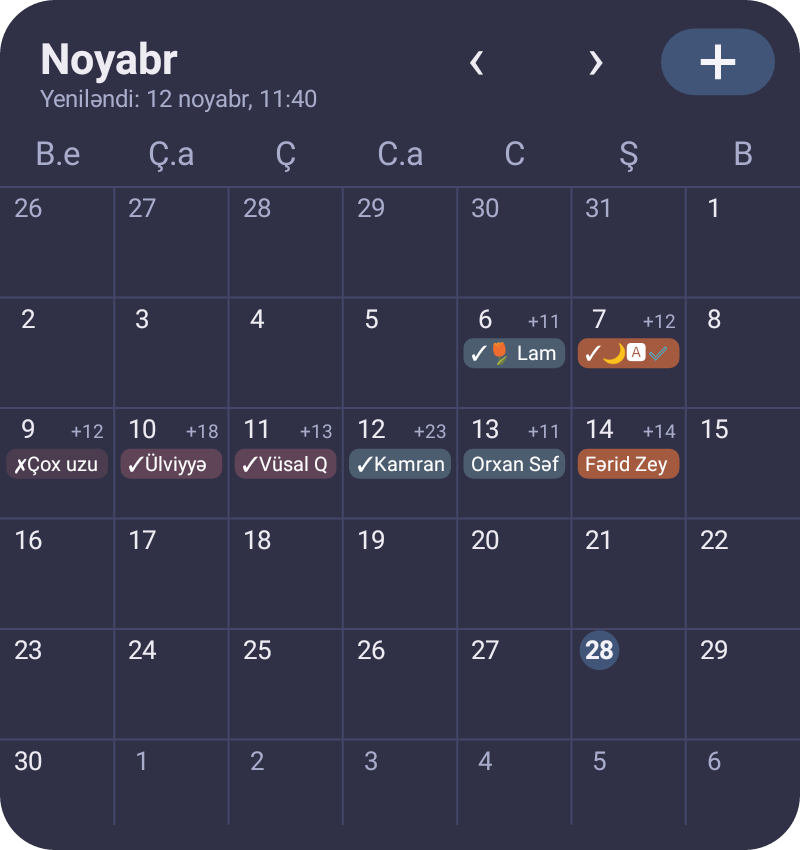 Noyabr ‹ › +
Yeniləndi: 12 noyabr, 11:40
B.e Ç.a Ç C.a C Ş B
26 27 28 29 30 31 1
2 3 4 5 6 +11 7 +12 8
✓🌷 Lam ✓🌙🅰✓
9 +12 10 +18 11 +13 12 +23 13 +11 14 +14 15
✗Çox uzu ✓Ülviyyə ✓Vüsal Q ✓Kamran Orxan Səf Fərid Zey
16 17 18 19 20 21 22
23 24 25 26 27 28 29
30 1 2 3 4 5 6